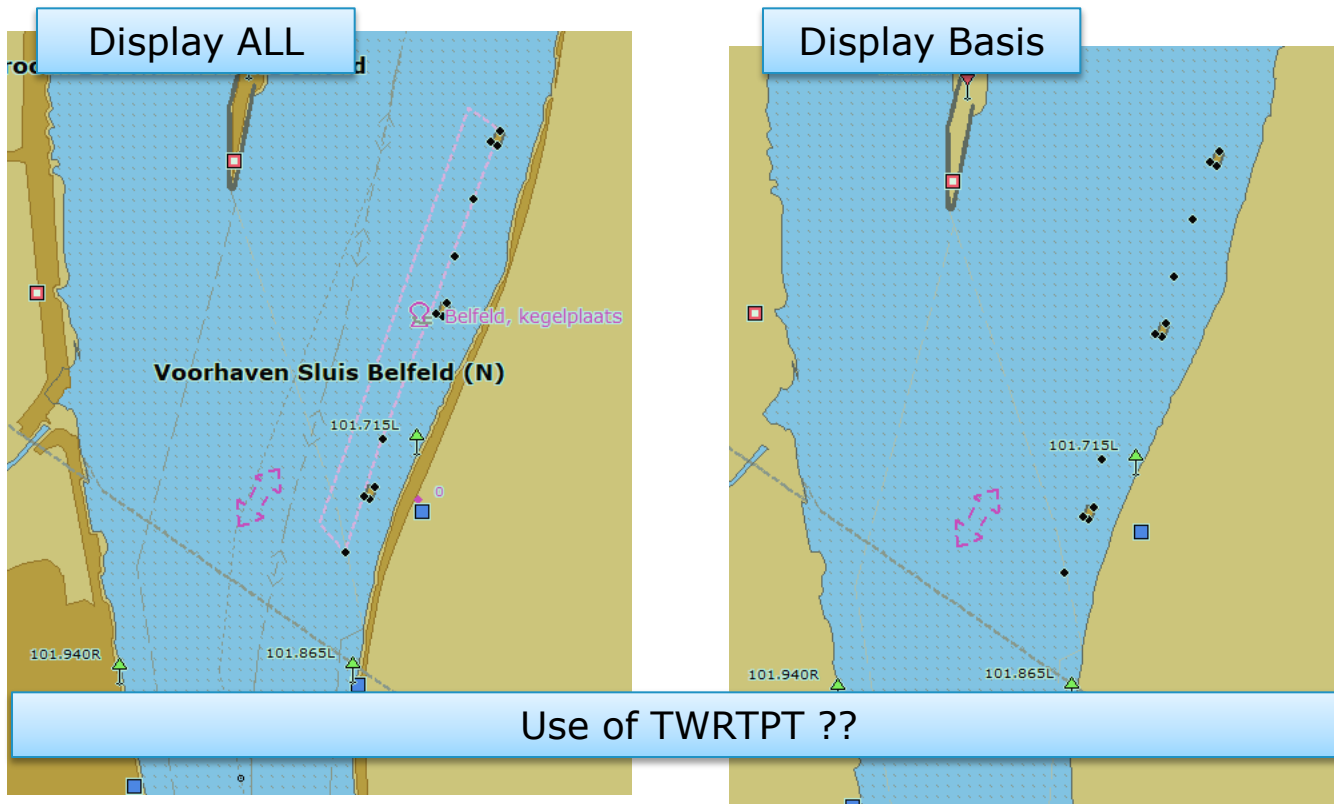 Display ALL
Display Basis
Belfeld, kegelplaats
Voorhaven Sluis Belfeld (N)
101.715L
101.715L
0
101.940R
101.865L
101.940R
101.865L
Use of TWRTPT ??